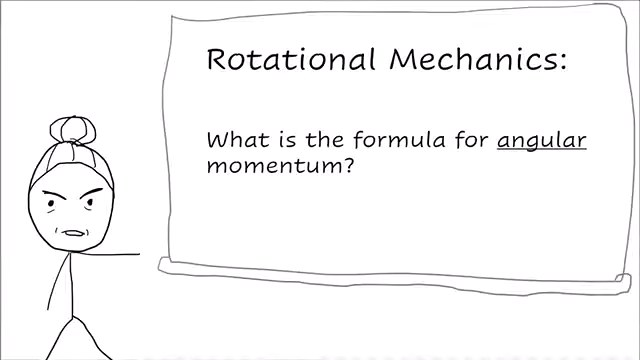 Rotational Mechanics:
What is the formula for angular
momentum?